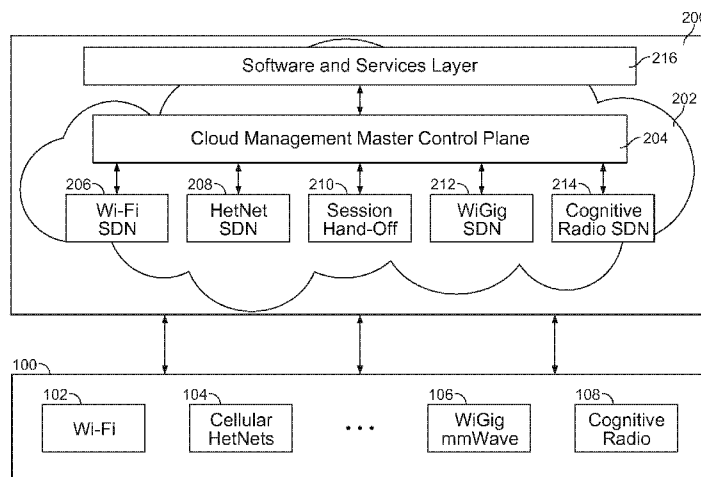 200
Software and Services Layer
216
202
Cloud Management Master Control Plane
204
206
208
210
212
214
Wi-Fi
SDN
HetNet
SDN
Session
Hand-Off
WiGig
SDN
Cognitive
Radio SDN
100
102
104
106
108
Wi-Fi
Cellular
HetNets
• • •
WiGig
mmWave
Cognitive
Radio